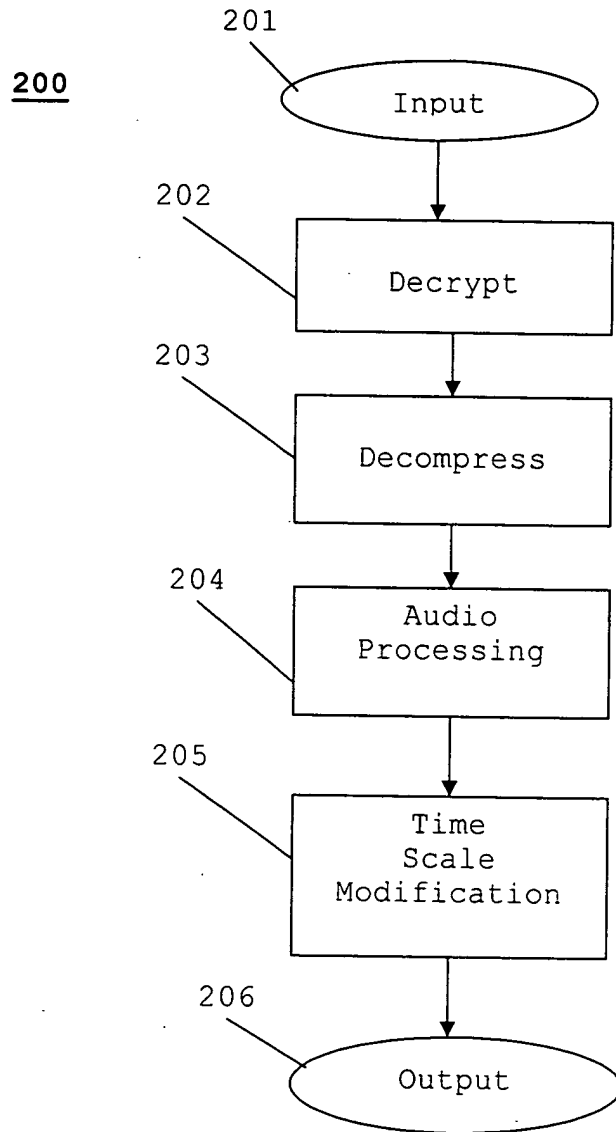 201
200
Input
202
Decrypt
203
Decompress
204
Audio
Processing
205
Time
Scale
Modification
206
Output